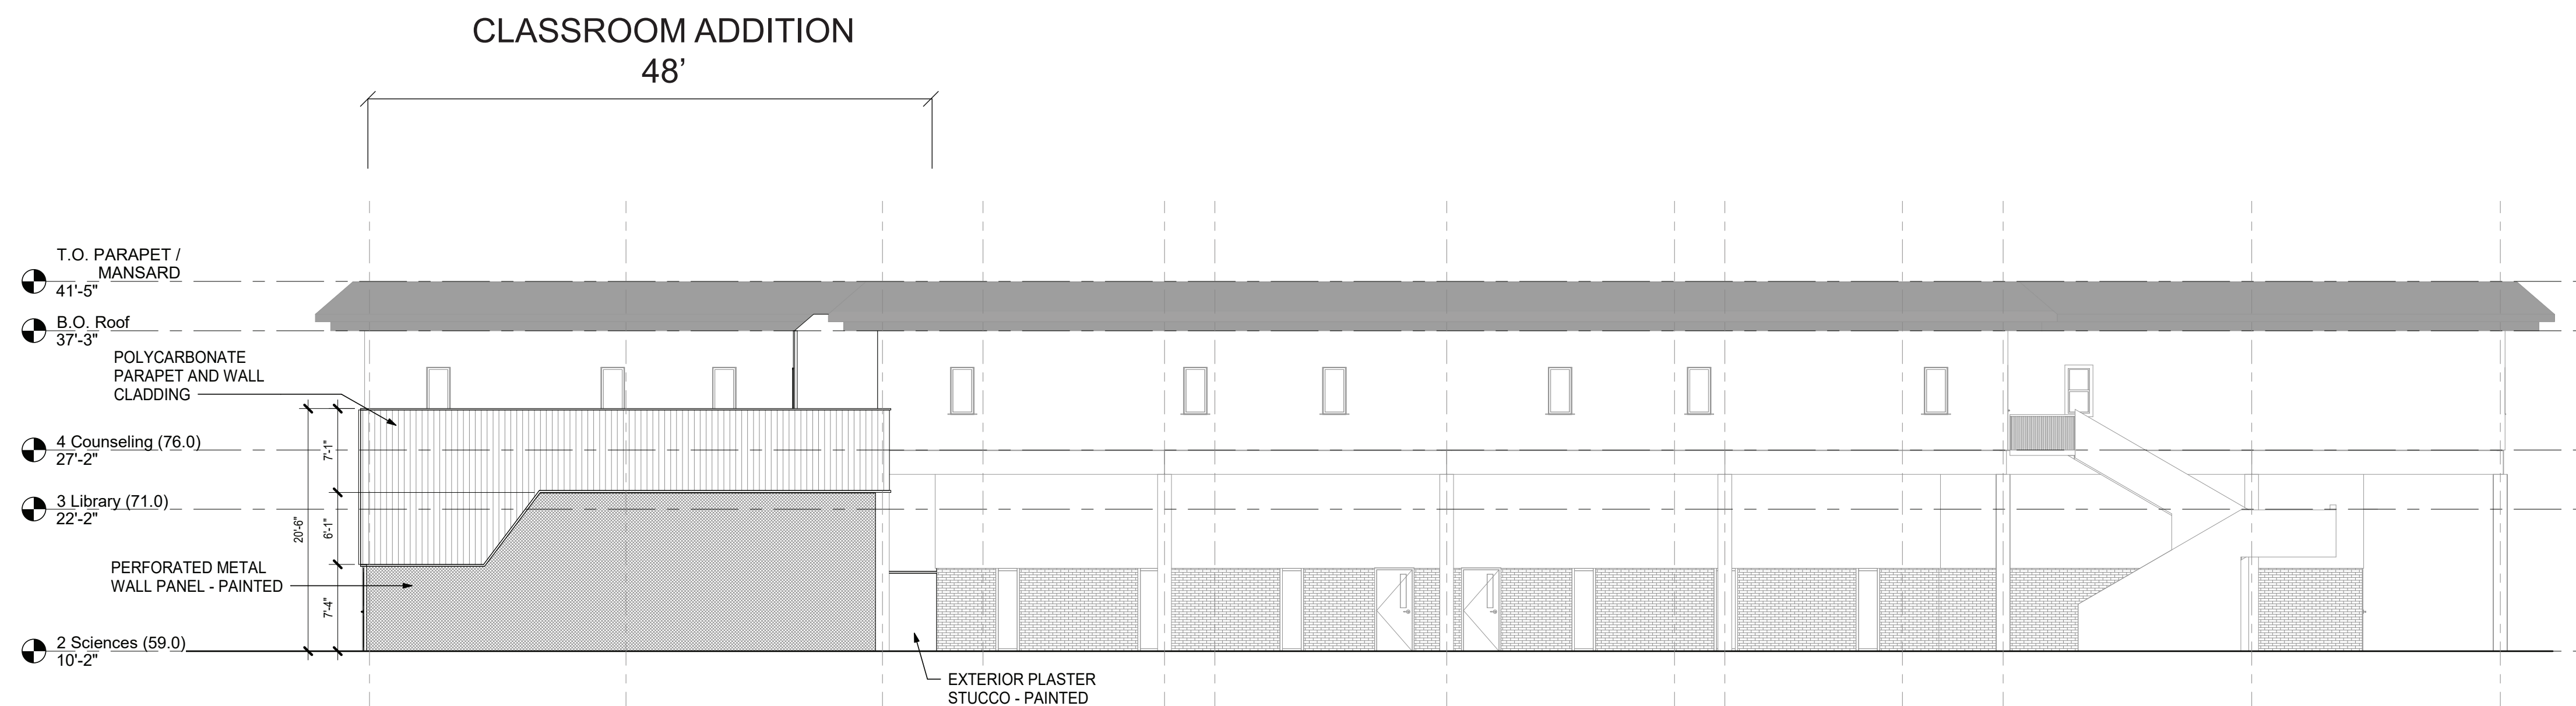 CLASSROOM ADDITION
48’
T.O. PARAPET /
MANSARD
41'-5"
B.O. Roof
37'-3"
POLYCARBONATE
PARAPET AND WALL
CLADDING
4 Counseling (76.0)
27'-2"
7'-1"
3 Library (71.0)
22'-2"
20'-6"
6'-1"
PERFORATED METAL
WALL PANEL - PAINTED
7'-4"
2 Sciences (59.0)
10'-2"
EXTERIOR PLASTER
STUCCO - PAINTED